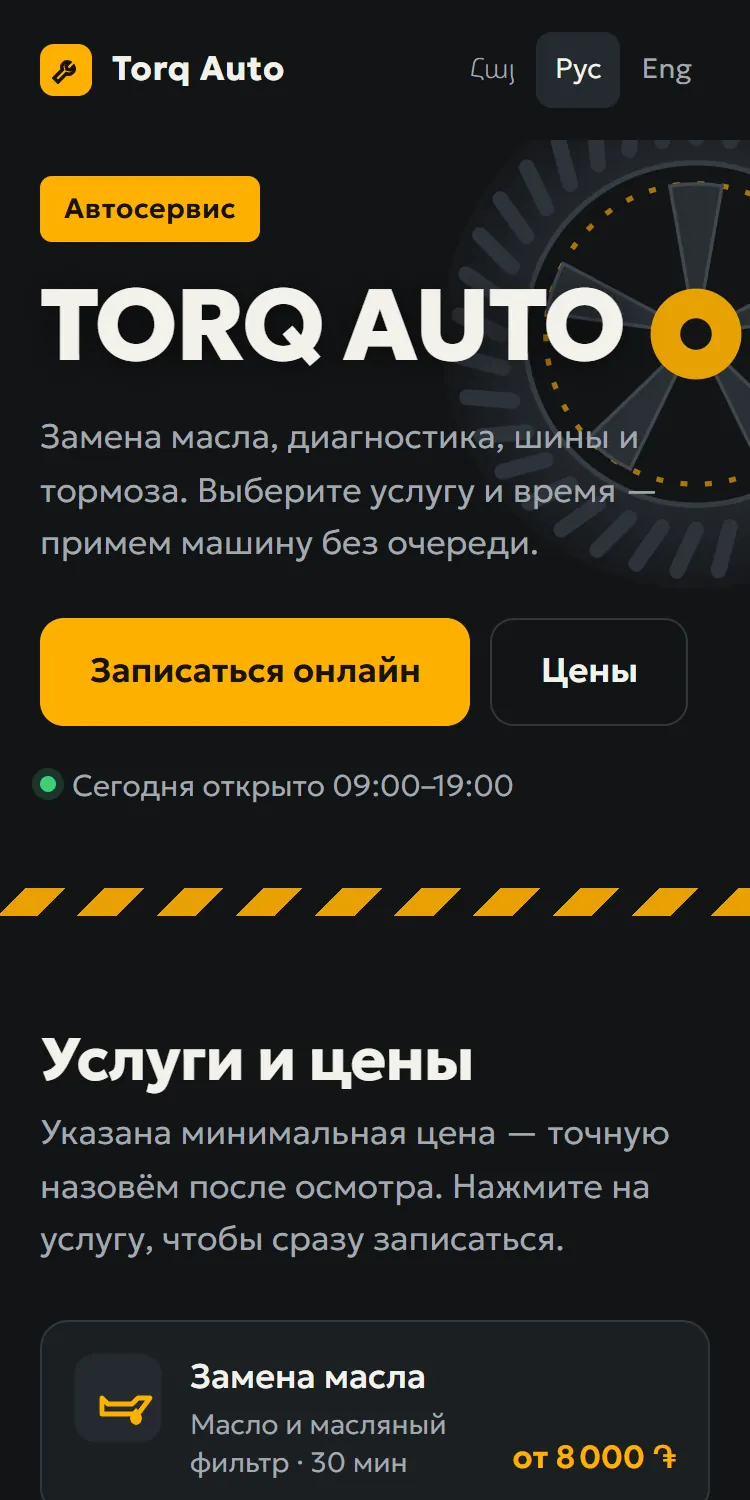 Torq Auto
Հայ Рус Eng
Автосервис
TORQ AUTO
Замена масла, диагностика, шины и
тормоза. Выберите услугу и время —
примем машину без очереди.
Записаться онлайн
Цены
Сегодня открыто 09:00–19:00
Услуги и цены
Указана минимальная цена — точную
назовём после осмотра. Нажмите на
услугу, чтобы сразу записаться.
Замена масла
Масло и масляный
фильтр · 30 мин
от 8 000 ֏